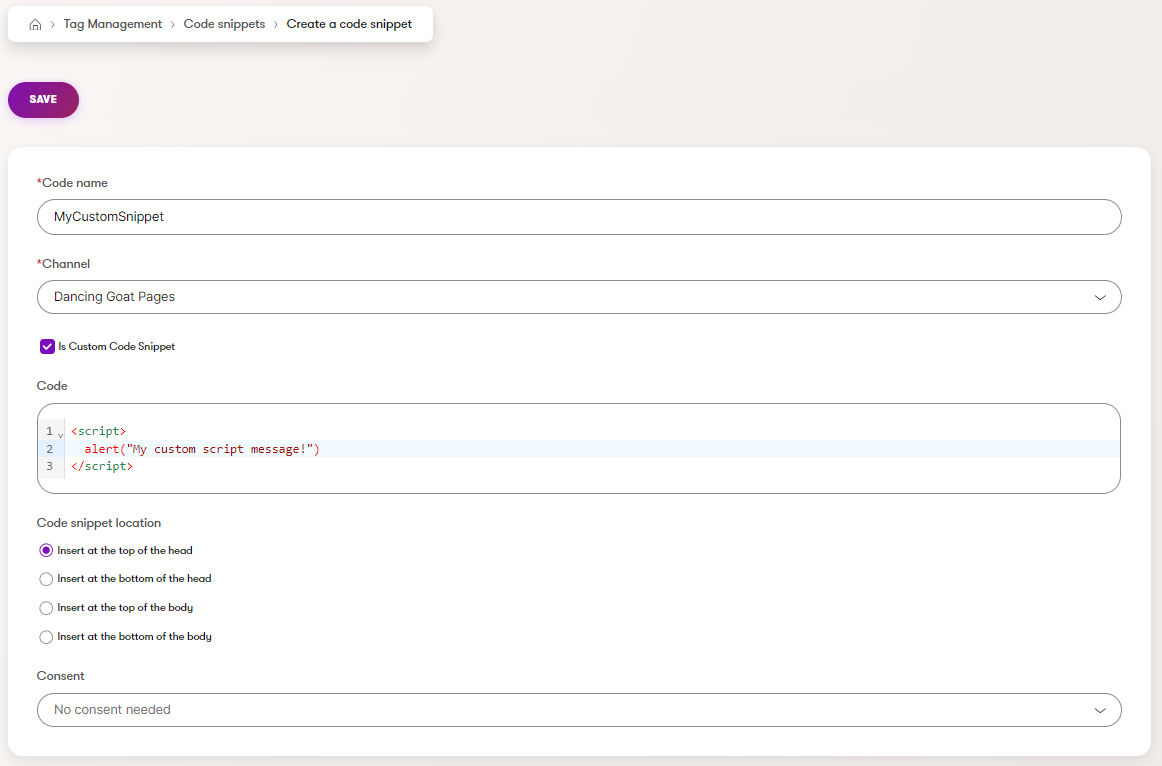 Tag Management › Code snippets › Create a code snippet
SAVE
*Code name
MyCustomSnippet
*Channel
Dancing Goat Pages
Is Custom Code Snippet
Code
1 <script>
2 alert("My custom script message!")
3 </script>
Code snippet location
Insert at the top of the head
Insert at the bottom of the head
Insert at the top of the body
Insert at the bottom of the body
Consent
No consent needed